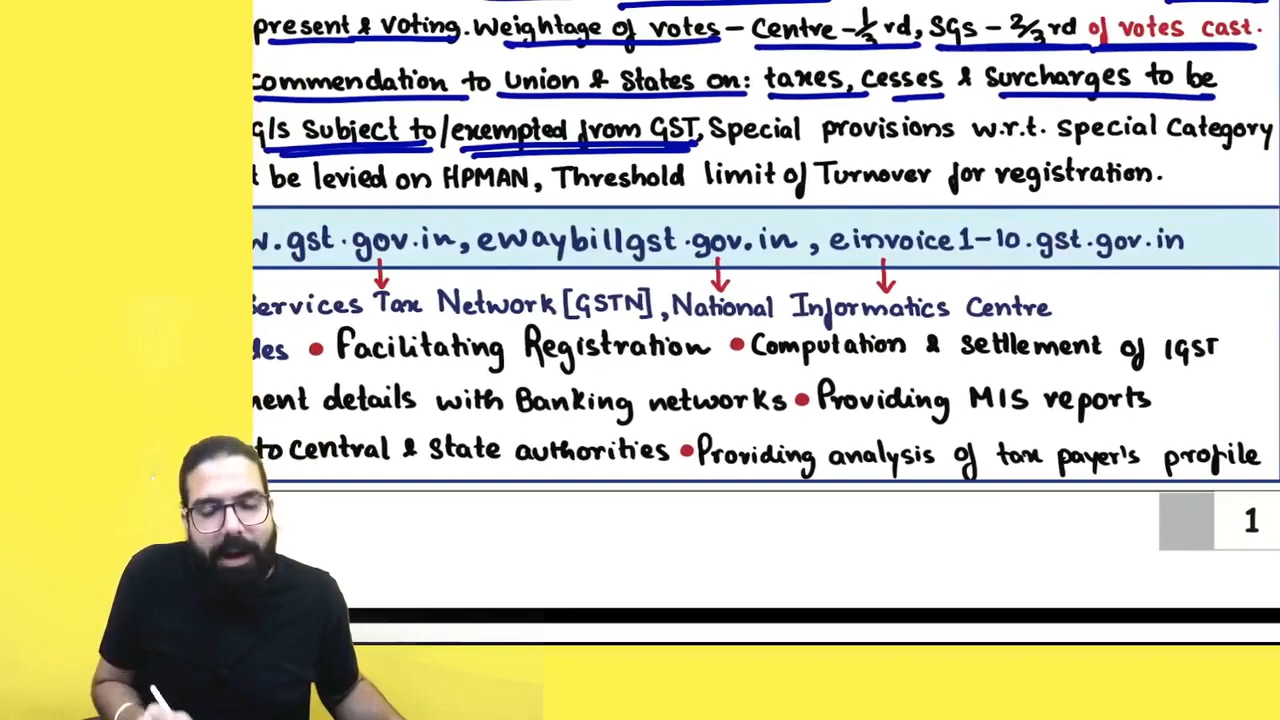 present & voting. Weightage of votes – Centre - 1/3 rd, SGs – 2/3 rd of votes cast.
commendation to Union & States on: taxes, cesses & surcharges to be
G/s subject to/exempted from GST, Special provisions w.r.t. Special Category
t be levied on HPMAN, Threshold limit of Turnover for registration.
w.gst.gov.in, ewaybillgst.gov.in, einvoice1-10.gst.gov.in
Services Tax Network [GSTN], National Informatics Centre
des • Facilitating Registration • Computation & settlement of IGST
ment details with Banking networks • Providing MIS reports
to Central & State authorities • Providing analysis of tax payer's profile
1